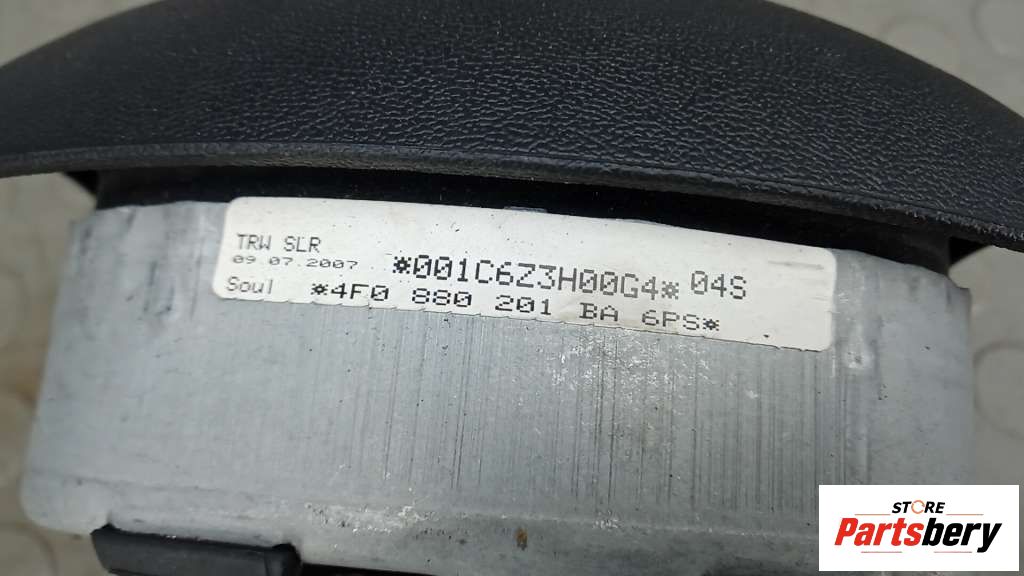 TRW SLR
09.07.2007 *001C6Z3H00G4* 04S
Soul *4F0 880 201 BA 6PS*
STORE
Partsbery